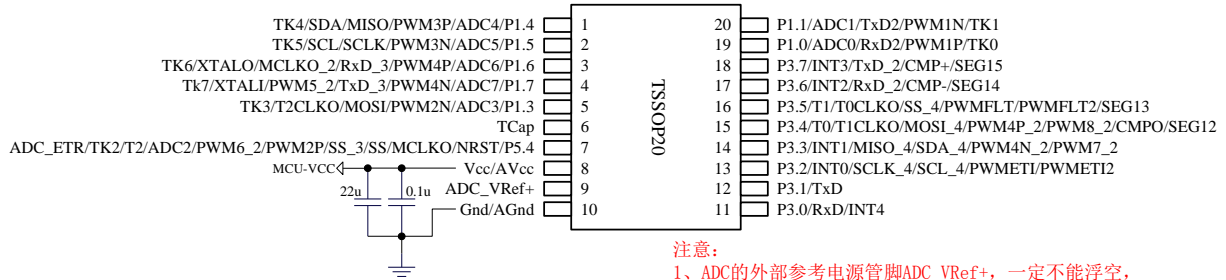 TK4/SDA/MISO/PWM3P/ADC4/P1.4 1 20 P1.1/ADC1/TxD2/PWM1N/TK1
TK5/SCL/SCLK/PWM3N/ADC5/P1.5 2 19 P1.0/ADC0/RxD2/PWM1P/TK0
TK6/XTALO/MCLKO_2/RxD_3/PWM4P/ADC6/P1.6 3 18 P3.7/INT3/TxD_2/CMP+/SEG15
Tk7/XTALI/PWM5_2/TxD_3/PWM4N/ADC7/P1.7 4 17 P3.6/INT2/RxD_2/CMP-/SEG14
TK3/T2CLKO/MOSI/PWM2N/ADC3/P1.3 5 16 P3.5/T1/T0CLKO/SS_4/PWMFLT/PWMFLT2/SEG13
TCap 6 15 P3.4/T0/T1CLKO/MOSI_4/PWM4P_2/PWM8_2/CMPO/SEG12
ADC_ETR/TK2/T2/ADC2/PWM6_2/PWM2P/SS_3/SS/MCLKO/NRST/P5.4 7 14 P3.3/INT1/MISO_4/SDA_4/PWM4N_2/PWM7_2
MCU-VCC Vcc/AVcc 8 13 P3.2/INT0/SCLK_4/SCL_4/PWMETI/PWMETI2
22u 0.1u ADC_VRef+ 9 12 P3.1/TxD
Gnd/AGnd 10 11 P3.0/RxD/INT4
TSSOP20
注意:
1、ADC的外部参考电源管脚ADC_VRef+，一定不能浮空，